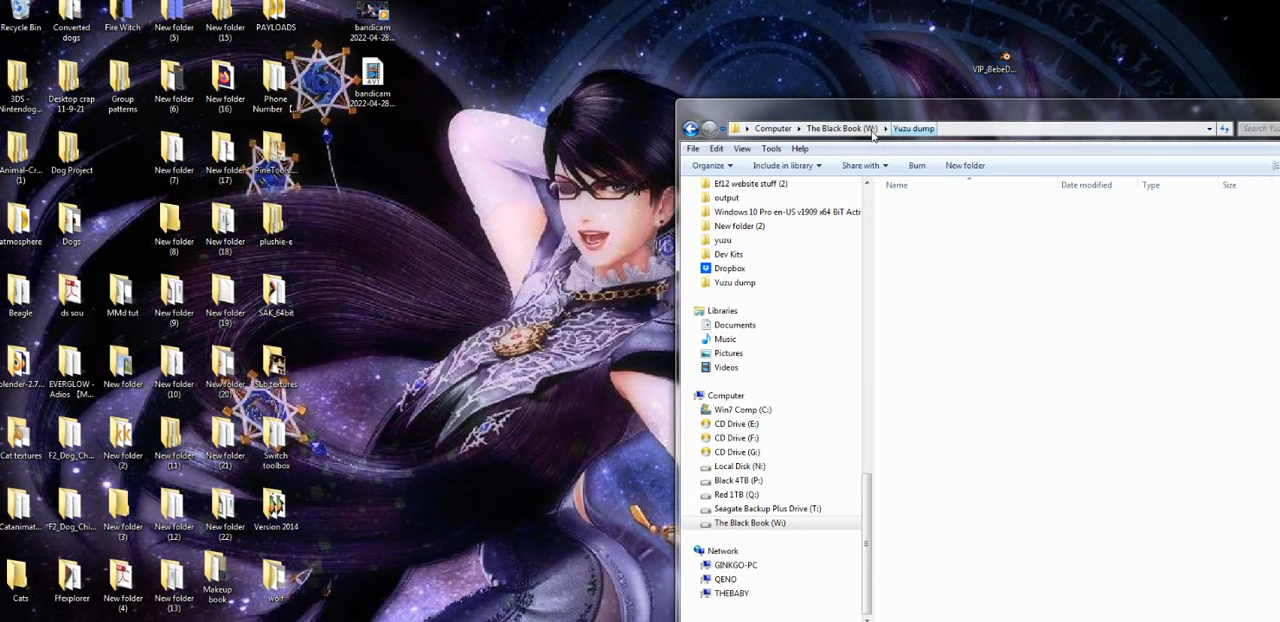 Recycle Bin
Converted
dogs
Fire Witch
New folder
(5)
New folder
(15)
PAYLOADS
bandicam
2022-04-28...
3DS -
Nintendog...
Desktop crap
11-9-21
Group
patterns
New folder
(6)
New folder
(16)
Phone
Number 【...
bandicam
2022-04-28...
Animal-Cr...
(1)
Dog Project
New folder
(7)
New folder
(17)
PineTools...
atmosphere
Dogs
New folder
(8)
New folder
(18)
plushie-e
Beagle
ds sou
MMd tut
New folder
(9)
New folder
(19)
SAK_64bit
blender-2.7...
EVERGLOW -
Adios 【M...
New folder
New folder
(10)
New folder
(20)
SLb textures
Cat textures
F2_Dog_Ch...
New folder
(2)
New folder
(11)
New folder
(21)
Switch
toolbox
Catanimat...
F2_Dog_Chi...
New folder
(3)
New folder
(12)
New folder
(22)
Version 2014
Cats
Ffexplorer
New folder
(4)
New folder
(13)
Makeup
book
wolf
VIP_BebeD...
Computer
The Black Book (W:)
Yuzu dump
Search Yuz
File Edit View Tools Help
Organize Include in library Share with Burn New folder
Name Date modified Type Size
Ef12 website stuff (2)
output
Windows 10 Pro en-US v1909 x64 BiT Acti
New folder (2)
yuzu
Dev Kits
Dropbox
Yuzu dump
Libraries
Documents
Music
Pictures
Videos
Computer
Win7 Comp (C:)
CD Drive (E:)
CD Drive (F:)
CD Drive (G:)
Local Disk (N:)
Black 4TB (P:)
Red 1TB (Q:)
Seagate Backup Plus Drive (T:)
The Black Book (W:)
Network
GINKGO-PC
QENO
THEBABY